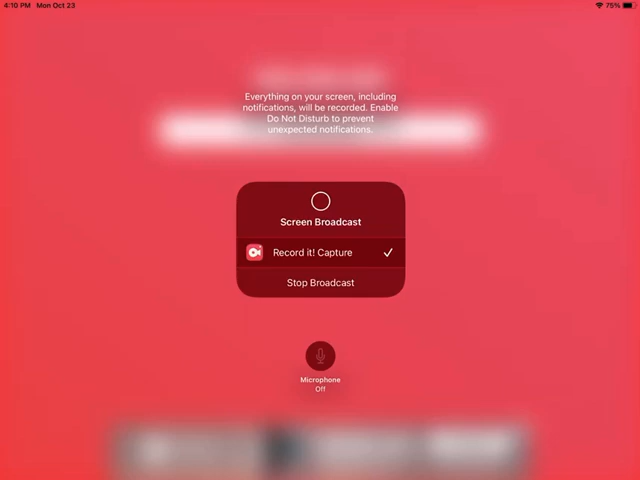 4:10 PM Mon Oct 23
75%
Everything on your screen, including
notifications, will be recorded. Enable
Do Not Disturb to prevent
unexpected notifications.
Screen Broadcast
Record it! Capture
Stop Broadcast
Microphone
Off